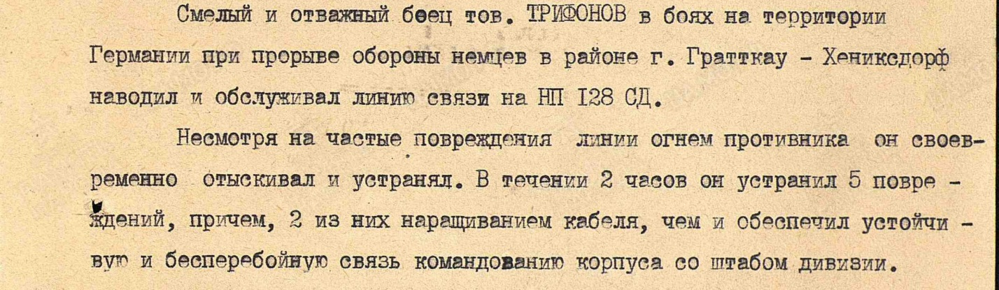 Смелый и отважный боец тов. ТРИФОНОВ в боях на территории
Германии при прорыве обороны немцев в районе г. Гратткау - Хениксдорф
наводил и обслуживал линию связи на НП I28 СД.
Несмотря на частые повреждения линии огнем противника он своев-
ременно отыскивал и устранял. В течении 2 часов он устранил 5 повре -
ждений, причем, 2 из них наращиванием кабеля, чем и обеспечил устойчи -
вую и бесперебойную связь командованию корпуса со штабом дивизии.